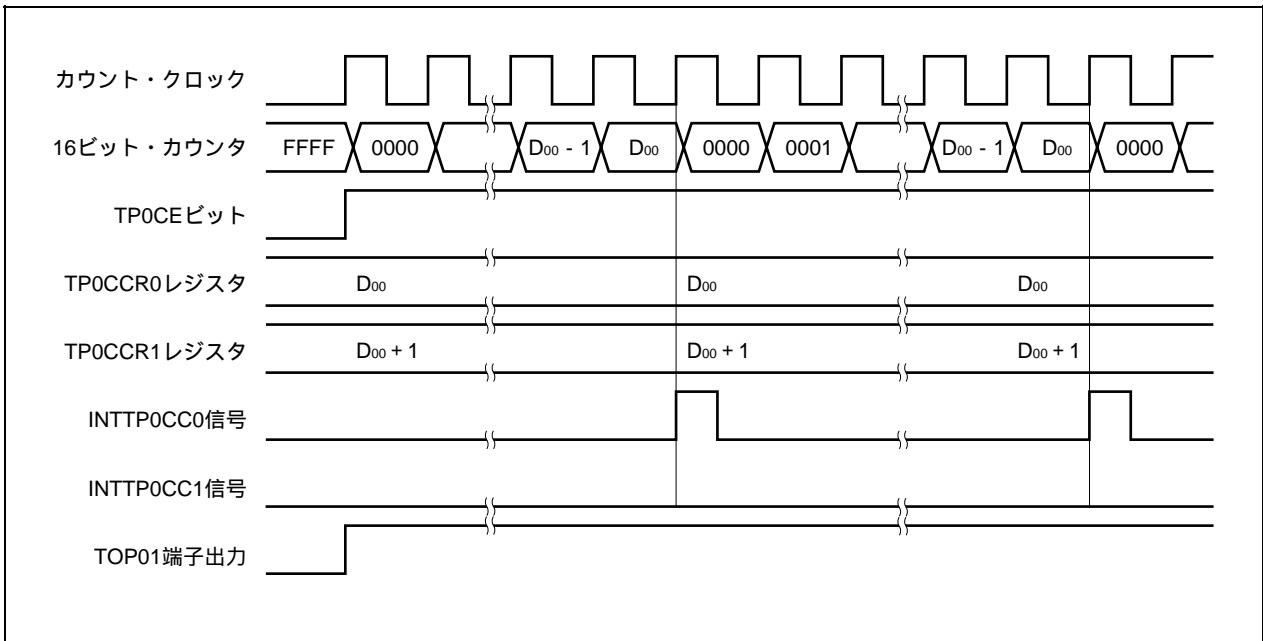 カウント・クロック
16ビット・カウンタ FFFF 0000 D00 - 1 D00 0000 0001 D00 - 1 D00 0000
TP0CEビット
TP0CCR0レジスタ D00 D00 D00
TP0CCR1レジスタ D00 + 1 D00 + 1 D00 + 1
INTTP0CC0信号
INTTP0CC1信号
TOP01端子出力